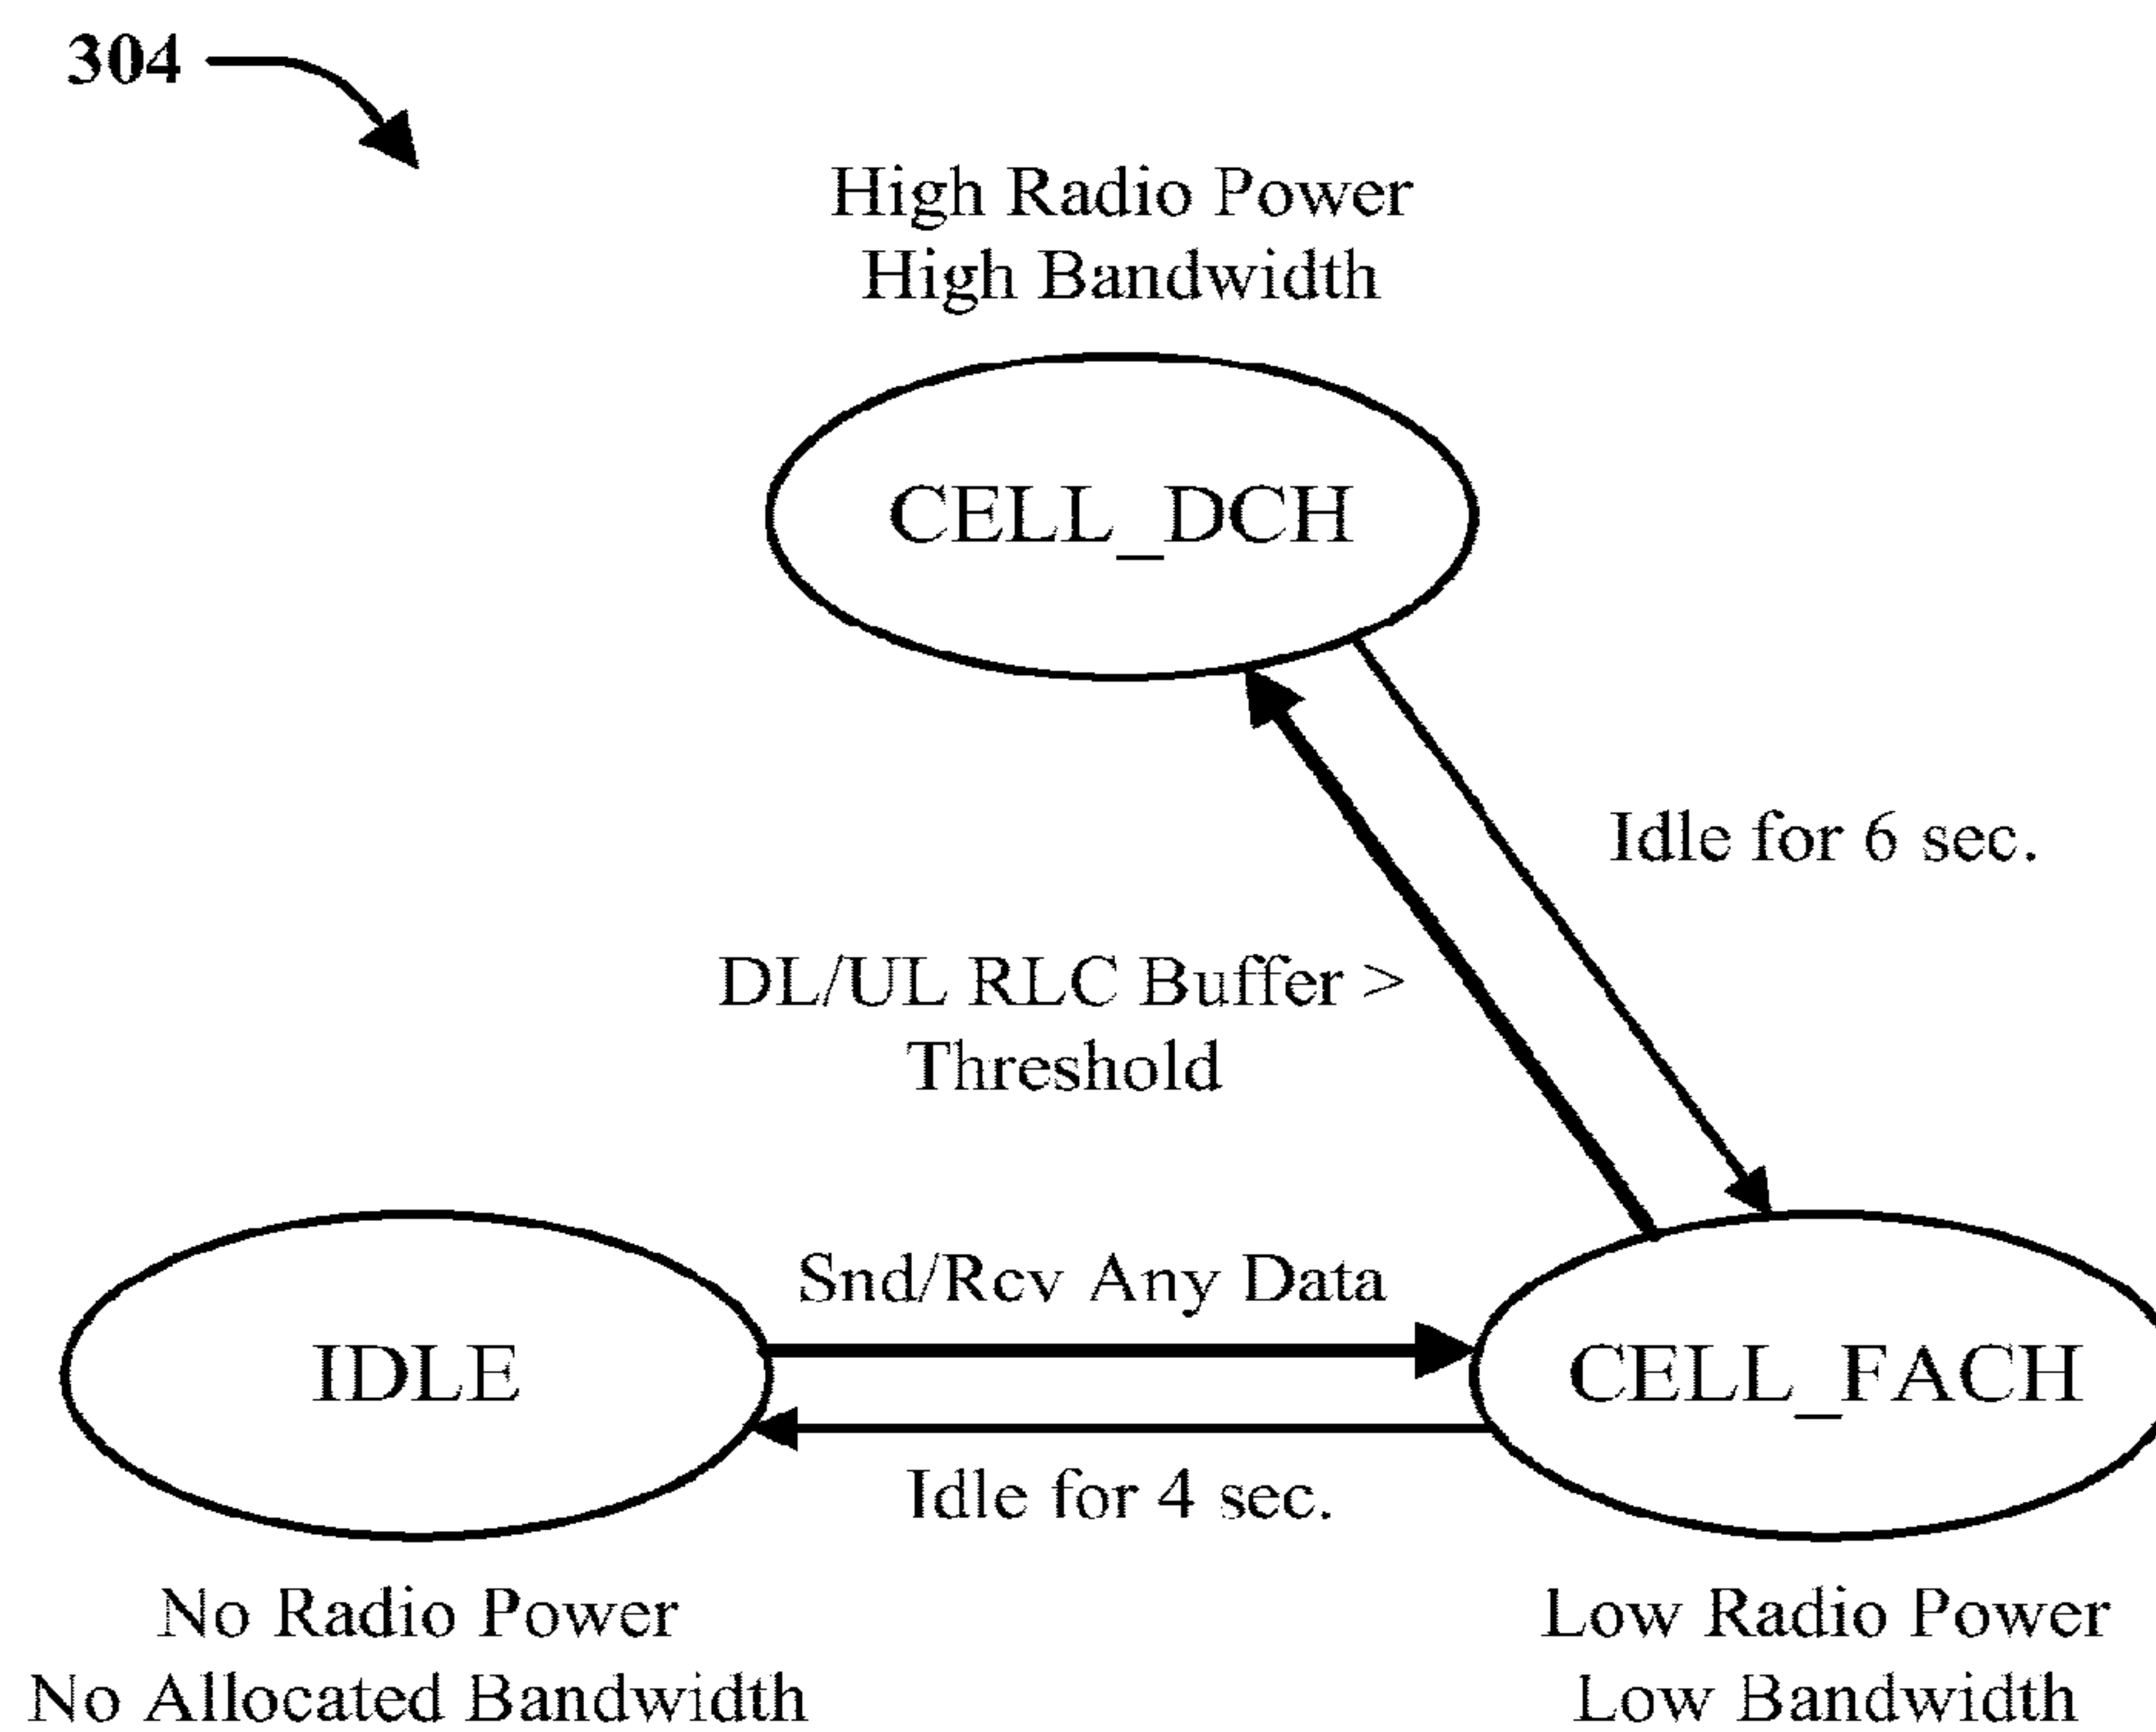 304
High Radio Power
High Bandwidth
CELL_DCH
Idle for 6 sec.
DL/UL RLC Buffer >
Threshold
Snd/Rcv Any Data
IDLE
CELL_FACH
Idle for 4 sec.
No Radio Power
No Allocated Bandwidth
Low Radio Power
Low Bandwidth